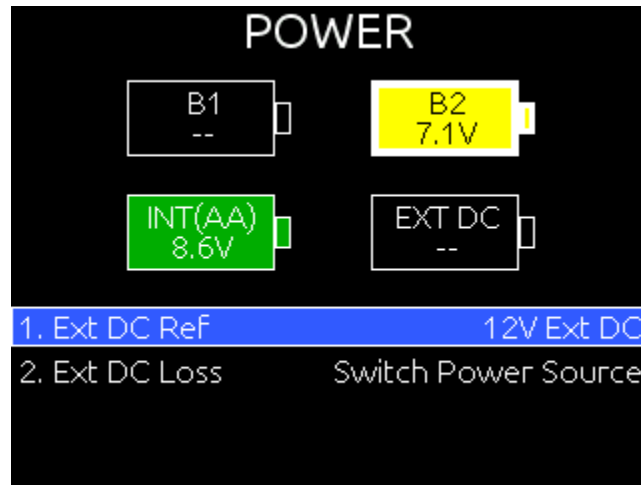 POWER
B1
--
B2
7.1V
INT(AA)
8.6V
EXT DC
--
1. Ext DC Ref 12V Ext DC
2. Ext DC Loss Switch Power Source